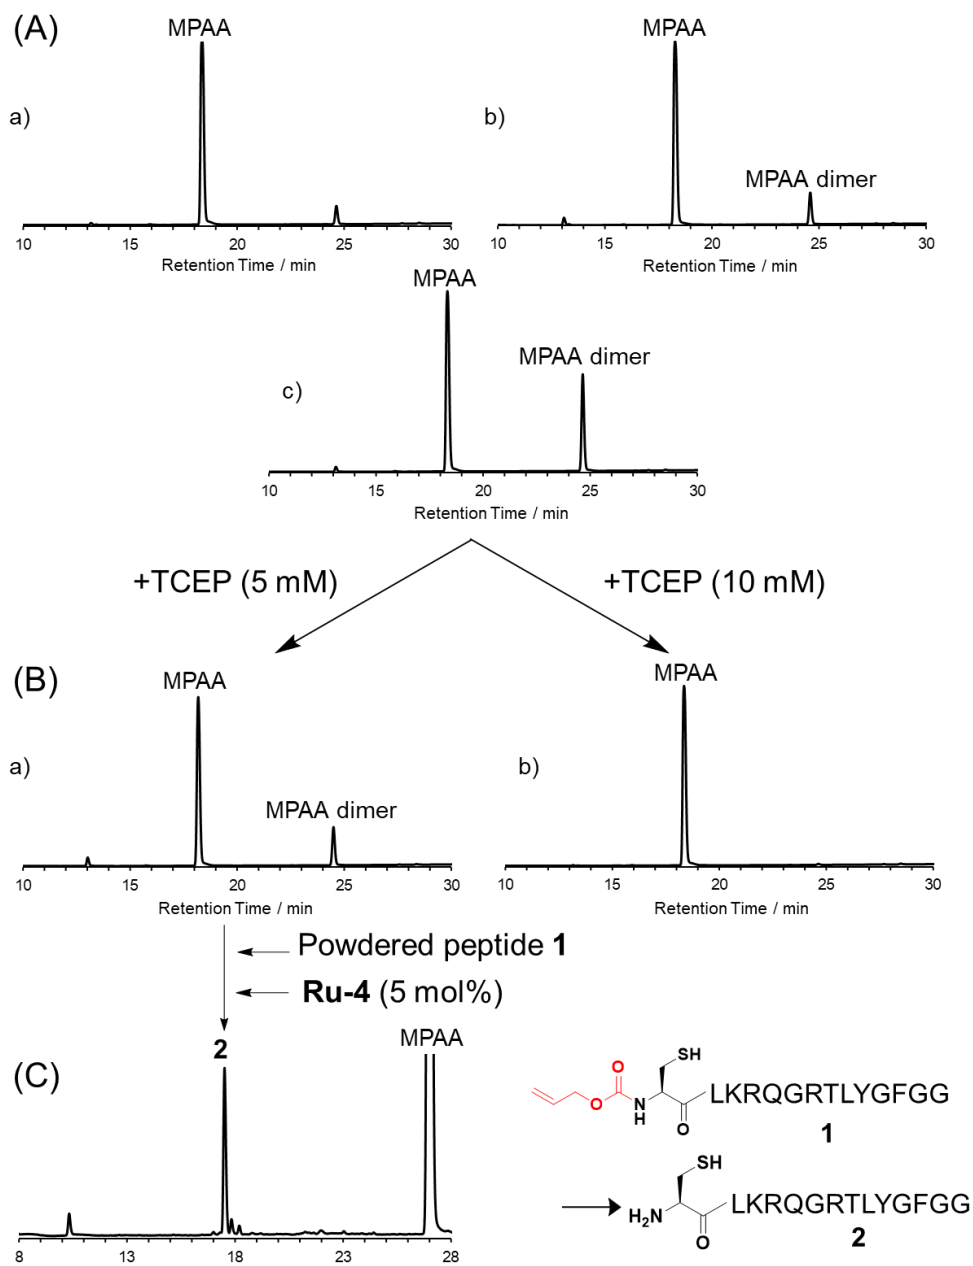 (A)
MPAA
a)
10 15 20 25 30
Retention Time / min
MPAA
b)
MPAA dimer
10 15 20 25 30
Retention Time / min
MPAA
c)
MPAA dimer
10 15 20 25 30
Retention Time / min
+TCEP (5 mM)
+TCEP (10 mM)
(B)
MPAA
a)
MPAA dimer
10 15 20 25 30
Retention Time / min
MPAA
b)
10 15 20 25 30
Retention Time / min
Powdered peptide 1
Ru-4 (5 mol%)
(C)
2
MPAA
8 13 18 23 28
SH
O
O
N
H
O
LKRQGRTLYGFGG
1
SH
H2N
O
LKRQGRTLYGFGG
2